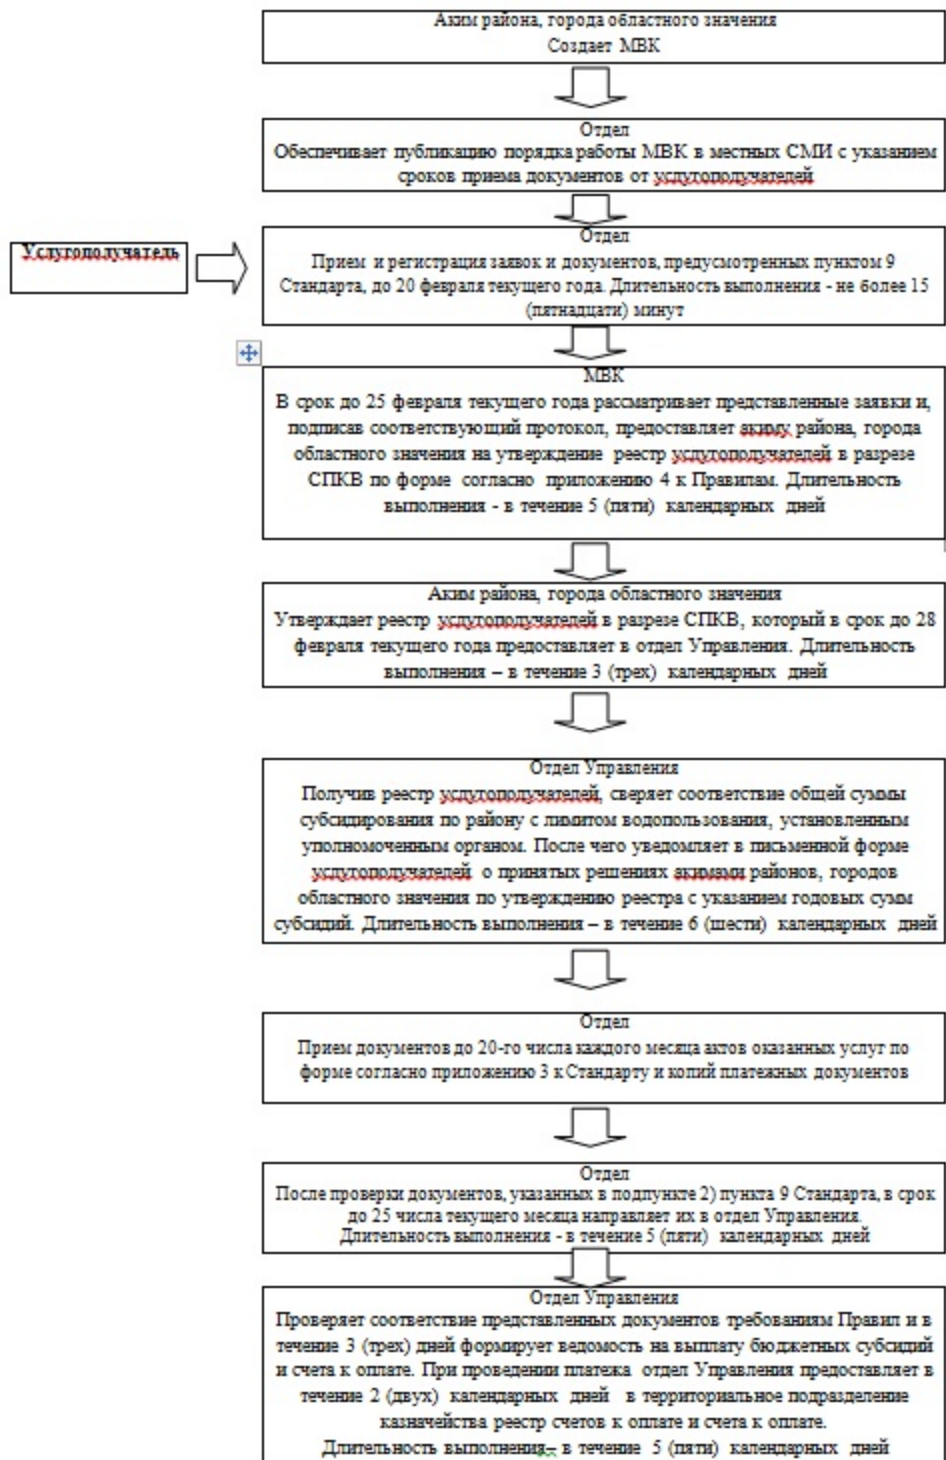 Аким района, города областного значения
Создает МВК
Отдел
Обеспечивает публикацию порядка работы МВК в местных СМИ с указанием
сроков приема документов от услугополучателей
Услугополучатель
Отдел
Прием и регистрация заявок и документов, предусмотренных пунктом 9
Стандарта, до 20 февраля текущего года. Длительность выполнения - не более 15
(пятнадцати) минут
МВК
В срок до 25 февраля текущего года рассматривает представленные заявки и,
подписав соответствующий протокол, предоставляет акиму района, города
областного значения на утверждение реестр услугополучателей в разрезе
СПКВ по форме согласно приложению 4 к Правилам. Длительность
выполнения - в течение 5 (пяти) календарных дней
Аким района, города областного значения
Утверждает реестр услугополучателей в разрезе СПКВ, который в срок до 28
февраля текущего года предоставляет в отдел Управления. Длительность
выполнения – в течение 3 (трех) календарных дней
Отдел Управления
Получив реестр услугополучателей, сверяет соответствие общей суммы
субсидирования по району с лимитом водопользования, установленным
уполномоченным органом. После чего уведомляет в письменной форме
услугополучателей о принятых решениях акимами районов, городов
областного значения по утверждению реестра с указанием годовых сумм
субсидий. Длительность выполнения – в течение 6 (шести) календарных дней
Отдел
Прием документов до 20-го числа каждого месяца актов оказанных услуг по
форме согласно приложению 3 к Стандарту и копий платежных документов
Отдел
После проверки документов, указанных в подпункте 2) пункта 9 Стандарта, в срок
до 25 числа текущего месяца направляет их в отдел Управления.
Длительность выполнения - в течение 5 (пяти) календарных дней
Отдел Управления
Проверяет соответствие представленных документов требованиям Правил и в
течение 3 (трех) дней формирует ведомость на выплату бюджетных субсидий
и счета к оплате. При проведении платежа отдел Управления предоставляет в
течение 2 (двух) календарных дней в территориальное подразделение
казначейства реестр счетов к оплате и счета к оплате.
Длительность выполнения– в течение 5 (пяти) календарных дней